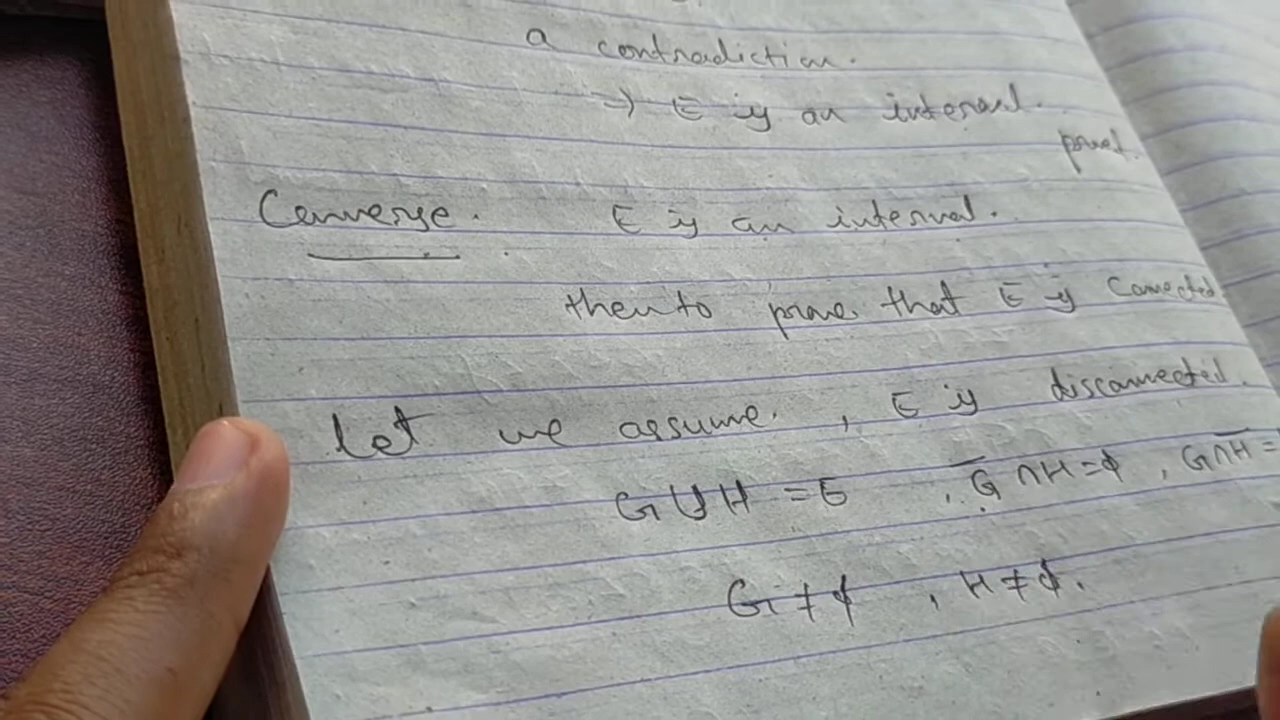 a contradiction.
=> E is an interval.
proved.
Converse. E is an interval.
then to prove that E is connected.
let we assume. , E is disconnected.
G ∪ H = E , G̅ ∩ H = ϕ , G ∩ H̅ =
G ≠ ϕ , H ≠ ϕ.